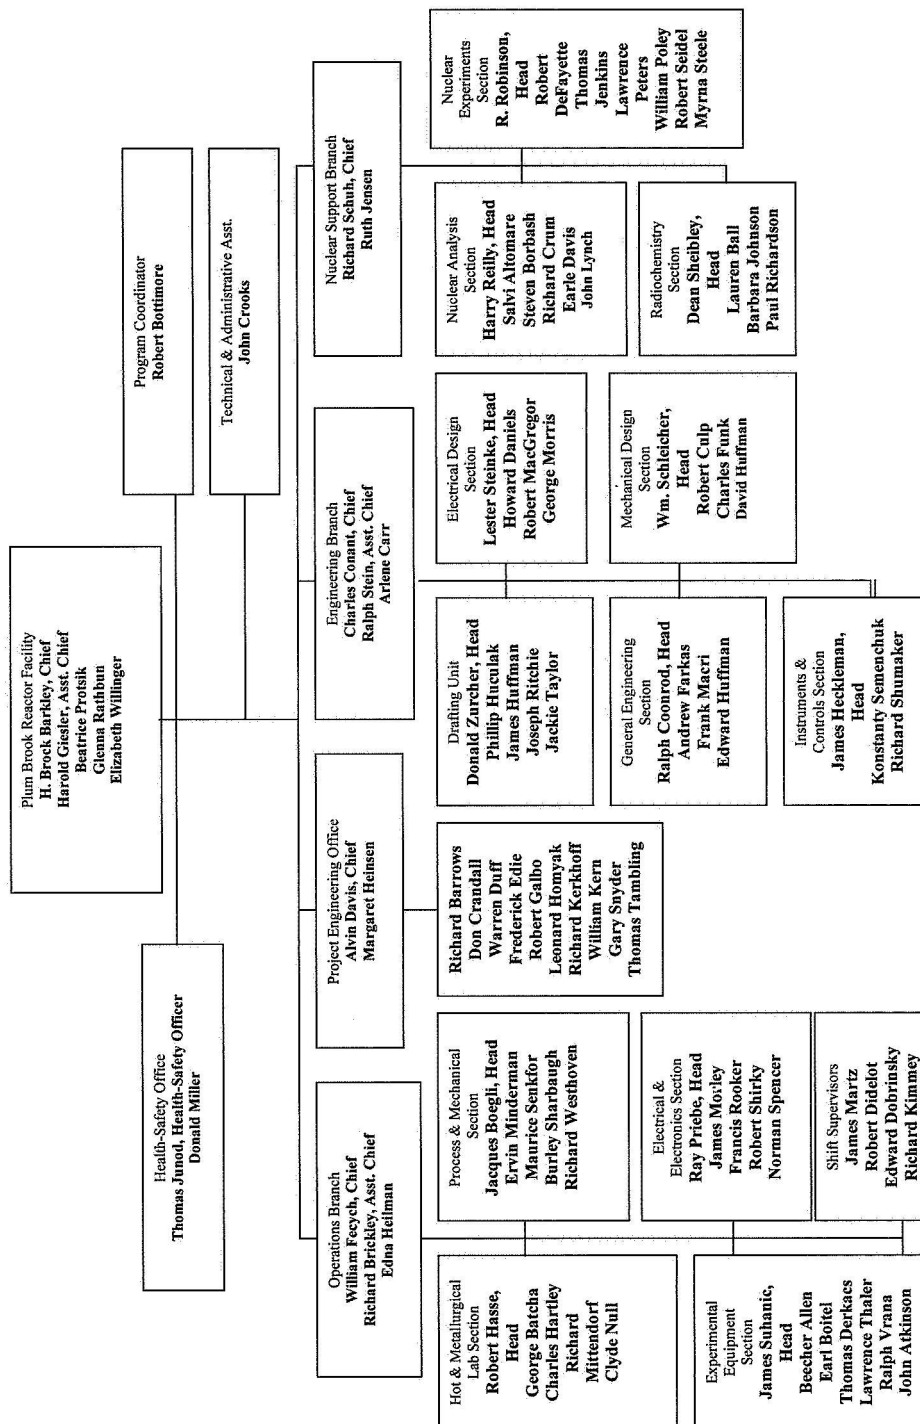 Plum Brook Reactor Facility
H. Brock Barkley, Chief
Harold Giesler, Asst. Chief
Beatrice Protsik
Glenna Rathbun
Elizabeth Willinger
Health-Safety Office
Thomas Junod, Health-Safety Officer
Donald Miller
Program Coordinator
Robert Bottimore
Technical & Administrative Asst.
John Crooks
Operations Branch
William Fecych, Chief
Richard Brickley, Asst. Chief
Edna Heilman
Project Engineering Office
Alvin Davis, Chief
Margaret Heinsen
Engineering Branch
Charles Conant, Chief
Ralph Stein, Asst. Chief
Arlene Carr
Nuclear Support Branch
Richard Schuh, Chief
Ruth Jensen
Hot & Metallurgical
Lab Section
Robert Hasse,
Head
George Batcha
Charles Hartley
Richard
Mittendorf
Clyde Null
Process & Mechanical
Section
Jacques Boegli, Head
Ervin Minderman
Maurice Senkfor
Burley Sharbaugh
Richard Westhoven
Richard Barrows
Don Crandall
Warren Duff
Frederick Edie
Robert Galbo
Leonard Homyak
Richard Kerkhoff
William Kern
Gary Snyder
Thomas Tambling
Drafting Unit
Donald Zurcher, Head
Phillip Huculak
James Huffman
Joseph Ritchie
Jackie Taylor
Electrical Design
Section
Lester Steinke, Head
Howard Daniels
Robert MacGregor
George Morris
Nuclear Analysis
Section
Harry Reilly, Head
Salvi Altomare
Steven Borbash
Richard Crum
Earle Davis
John Lynch
Nuclear
Experiments
Section
R. Robinson,
Head
Robert
DeFayette
Thomas
Jenkins
Lawrence
Peters
William Poley
Robert Seidel
Myrna Steele
Experimental
Equipment
Section
James Suhanic,
Head
Beecher Allen
Earl Boitel
Thomas Derkacs
Lawrence Thaler
Ralph Vrana
John Atkinson
Electrical &
Electronics Section
Ray Priebe, Head
James Morley
Francis Rooker
Robert Shirky
Norman Spencer
Shift Supervisors
James Martz
Robert Didelot
Edward Dobrinsky
Richard Kimmey
General Engineering
Section
Ralph Coonrod, Head
Andrew Farkas
Frank Macri
Edward Huffman
Mechanical Design
Section
Wm. Schleicher,
Head
Robert Culp
Charles Funk
David Huffman
Instruments &
Controls Section
James Heckleman,
Head
Konstanty Semenchuk
Richard Shumaker
Radiochemistry
Section
Dean Sheibley,
Head
Lauren Ball
Barbara Johnson
Paul Richardson